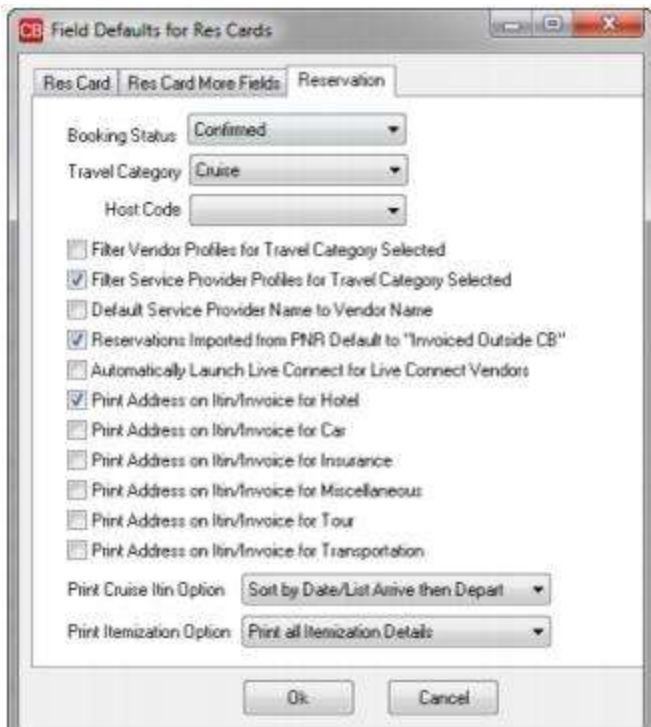 CB Field Defaults for Res Cards
Res Card Res Card More Fields Reservation
Booking Status Confirmed
Travel Category Cruise
Host Code
Filter Vendor Profiles for Travel Category Selected
Filter Service Provider Profiles for Travel Category Selected
Default Service Provider Name to Vendor Name
Reservations Imported from PNR Default to "Invoiced Outside CB"
Automatically Launch Live Connect for Live Connect Vendors
Print Address on Itin/Invoice for Hotel
Print Address on Itin/Invoice for Car
Print Address on Itin/Invoice for Insurance
Print Address on Itin/Invoice for Miscellaneous
Print Address on Itin/Invoice for Tour
Print Address on Itin/Invoice for Transportation
Print Cruise Itin Option Sort by Date/List Arrive then Depart
Print Itemization Option Print all Itemization Details
Ok Cancel